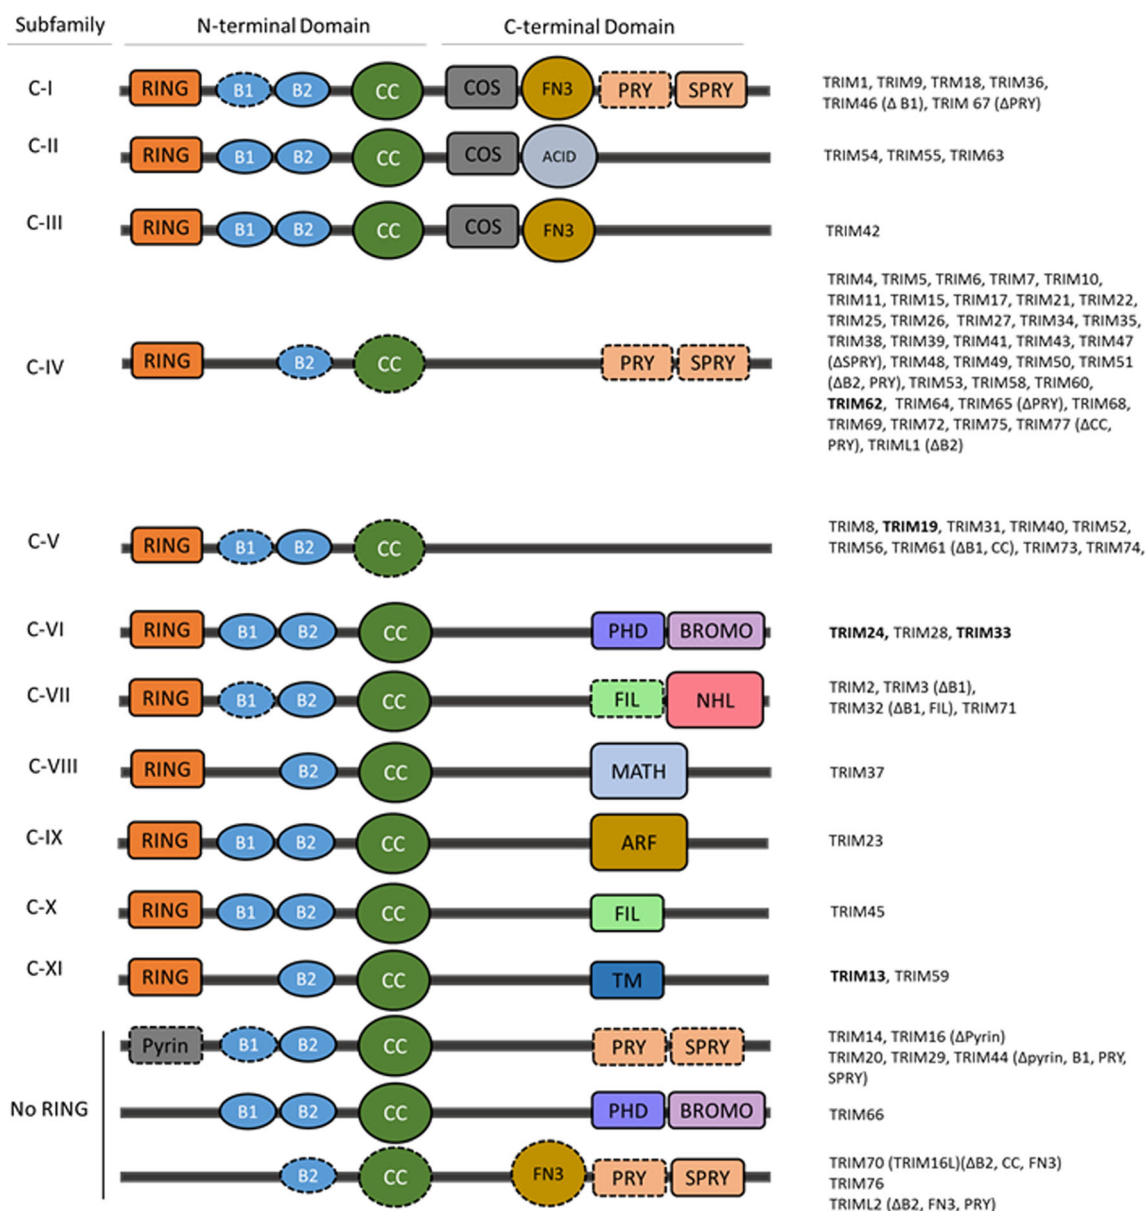 Subfamily N-terminal Domain C-terminal Domain
C-I RING B1 B2 CC COS FN3 PRY SPRY TRIM1, TRIM9, TRM18, TRIM36,
TRIM46 (Δ B1), TRIM 67 (ΔPRY)
C-II RING B1 B2 CC COS ACID TRIM54, TRIM55, TRIM63
C-III RING B1 B2 CC COS FN3 TRIM42
TRIM4, TRIM5, TRIM6, TRIM7, TRIM10,
TRIM11, TRIM15, TRIM17, TRIM21, TRIM22,
TRIM25, TRIM26, TRIM27, TRIM34, TRIM35,
TRIM38, TRIM39, TRIM41, TRIM43, TRIM47
C-IV RING B2 CC PRY SPRY (ΔSPRY), TRIM48, TRIM49, TRIM50, TRIM51
(ΔB2, PRY), TRIM53, TRIM58, TRIM60,
TRIM62, TRIM64, TRIM65 (ΔPRY), TRIM68,
TRIM69, TRIM72, TRIM75, TRIM77 (ΔCC,
PRY), TRIML1 (ΔB2)
C-V RING B1 B2 CC TRIM8, TRIM19, TRIM31, TRIM40, TRIM52,
TRIM56, TRIM61 (ΔB1, CC), TRIM73, TRIM74,
C-VI RING B1 B2 CC PHD BROMO TRIM24, TRIM28, TRIM33
C-VII RING B1 B2 CC FIL NHL TRIM2, TRIM3 (ΔB1),
TRIM32 (ΔB1, FIL), TRIM71
C-VIII RING B2 CC MATH TRIM37
C-IX RING B1 B2 CC ARF TRIM23
C-X RING B1 B2 CC FIL TRIM45
C-XI RING B2 CC TM TRIM13, TRIM59
Pyrin B1 B2 CC PRY SPRY TRIM14, TRIM16 (ΔPyrin)
TRIM20, TRIM29, TRIM44 (Δpyrin, B1, PRY,
SPRY)
No RING B1 B2 CC PHD BROMO TRIM66
B2 CC FN3 PRY SPRY TRIM70 (TRIM16L)(ΔB2, CC, FN3)
TRIM76
TRIML2 (ΔB2, FN3, PRY)